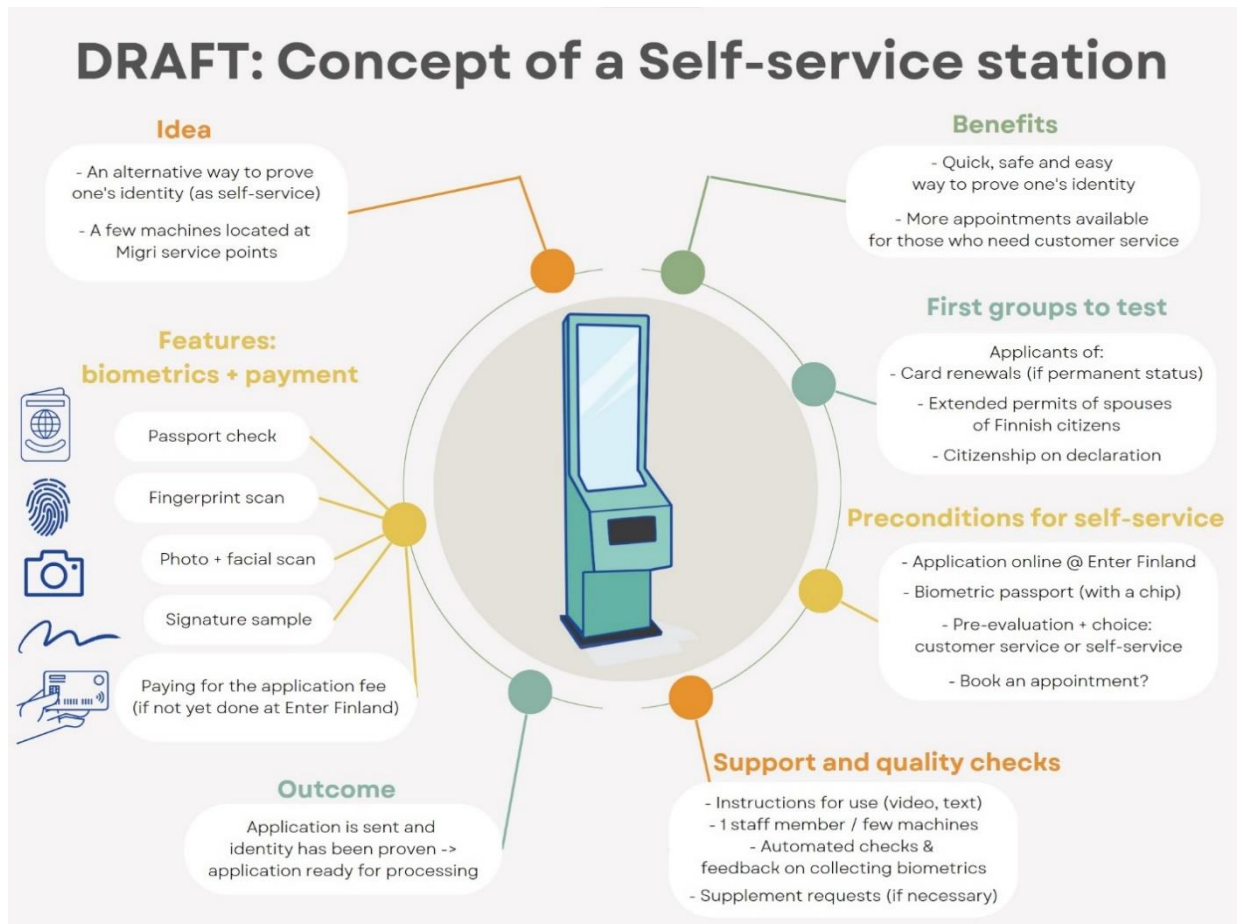 DRAFT: Concept of a Self-service station
Idea
- An alternative way to prove
one's identity (as self-service)
- A few machines located at
Migri service points
Features:
biometrics + payment
Passport check
Fingerprint scan
Photo + facial scan
Signature sample
Paying for the application fee
(if not yet done at Enter Finland)
Outcome
Application is sent and
identity has been proven ->
application ready for processing
Benefits
- Quick, safe and easy
way to prove one's identity
- More appointments available
for those who need customer service
First groups to test
Applicants of:
- Card renewals (if permanent status)
- Extended permits of spouses
of Finnish citizens
- Citizenship on declaration
Preconditions for self-service
- Application online @ Enter Finland
- Biometric passport (with a chip)
- Pre-evaluation + choice:
customer service or self-service
- Book an appointment?
Support and quality checks
- Instructions for use (video, text)
- 1 staff member / few machines
- Automated checks &
feedback on collecting biometrics
- Supplement requests (if necessary)